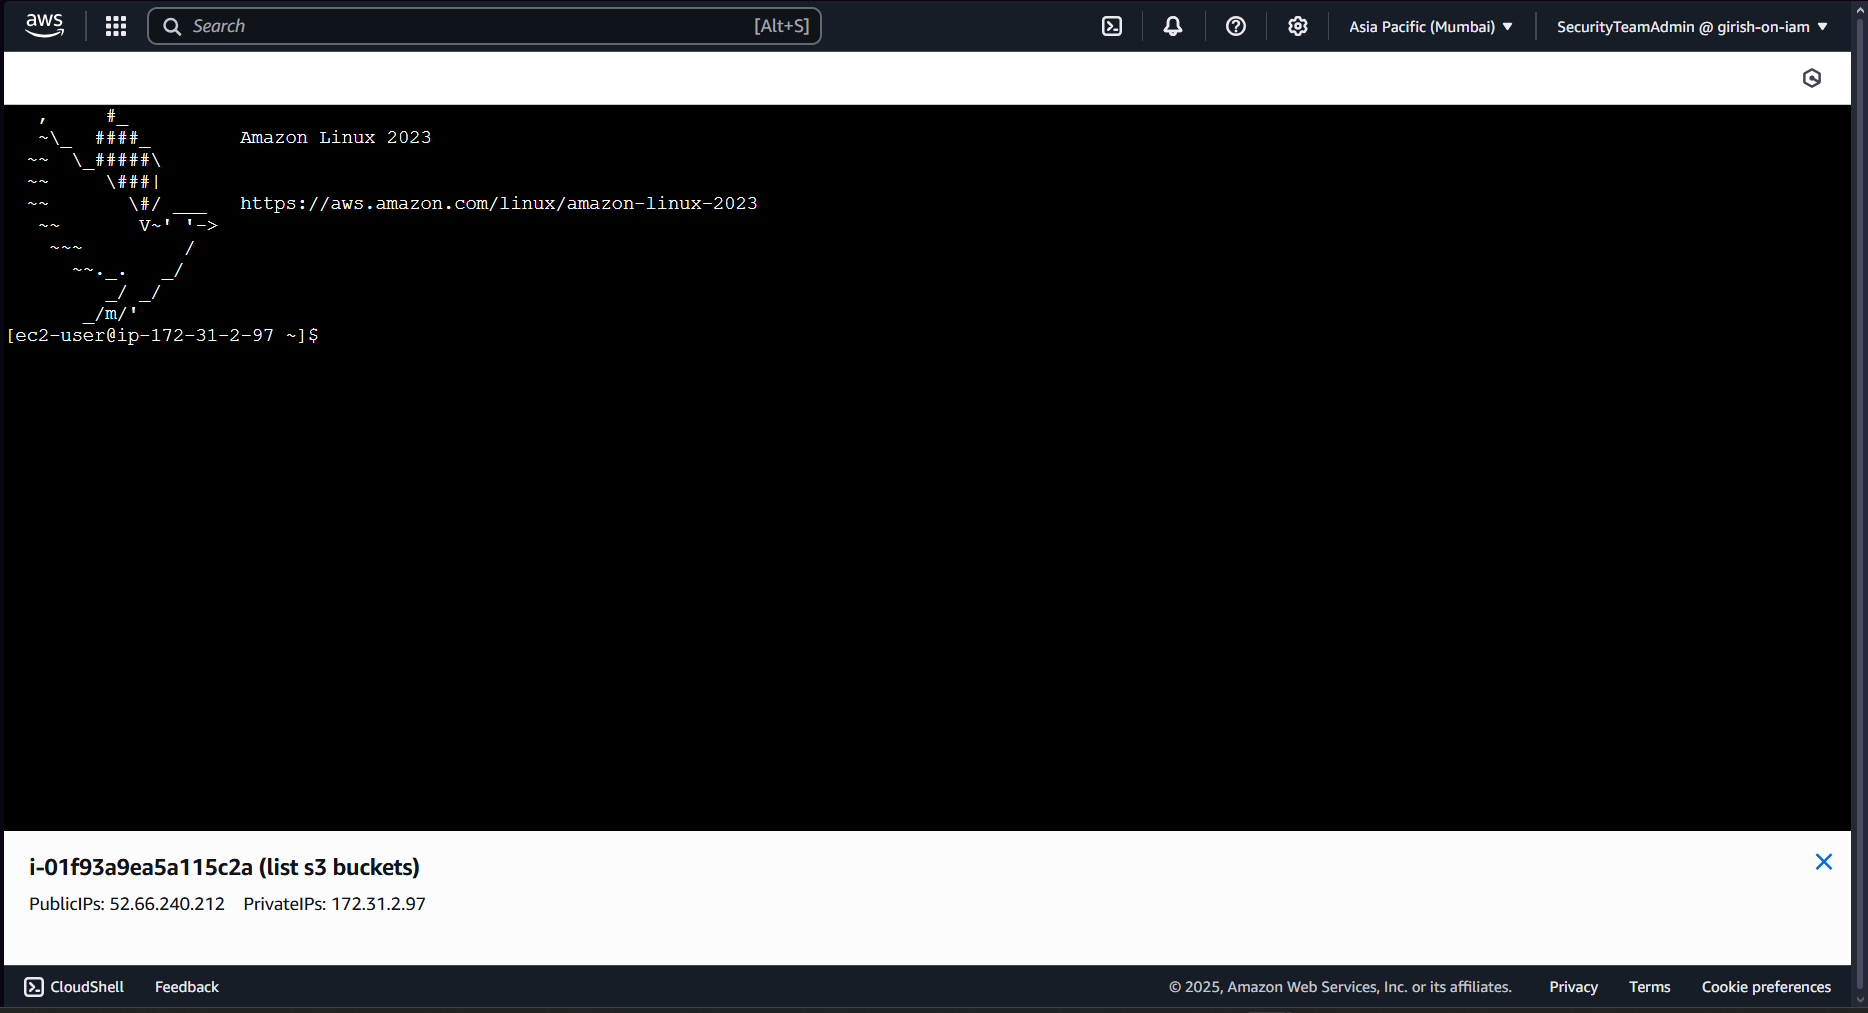 aws Search [Alt+S] Asia Pacific (Mumbai) SecurityTeamAdmin @ girish-on-iam
   ,     #_
   ~\_  ####_        Amazon Linux 2023
  ~~  \_#####\
  ~~     \###|
  ~~       \#/ ___   https://aws.amazon.com/linux/amazon-linux-2023
   ~~       V~' '->
    ~~~         /
      ~~._.   _/
         _/ _/
       _/m/'
[ec2-user@ip-172-31-2-97 ~]$
i-01f93a9ea5a115c2a (list s3 buckets)
PublicIPs: 52.66.240.212 PrivateIPs: 172.31.2.97
CloudShell Feedback © 2025, Amazon Web Services, Inc. or its affiliates. Privacy Terms Cookie preferences